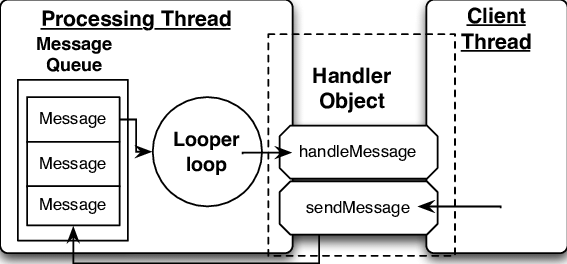 Processing Thread
Message
Queue
Message
Message
Message
Looper
loop
Handler
Object
handleMessage
sendMessage
Client
Thread